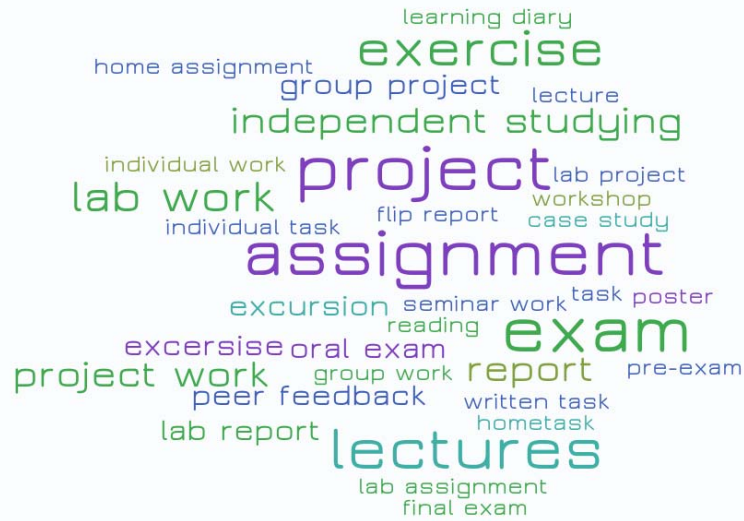 learning diary
exercise
home assignment
group project
lecture
independent studying
project
individual work
lab project
lab work
workshop
flip report
case study
individual task
assignment
excursion
seminar work
task
poster
reading
exam
excersise
oral exam
report
pre-exam
project work
group work
peer feedback
written task
hometask
lab report
lectures
lab assignment
final exam